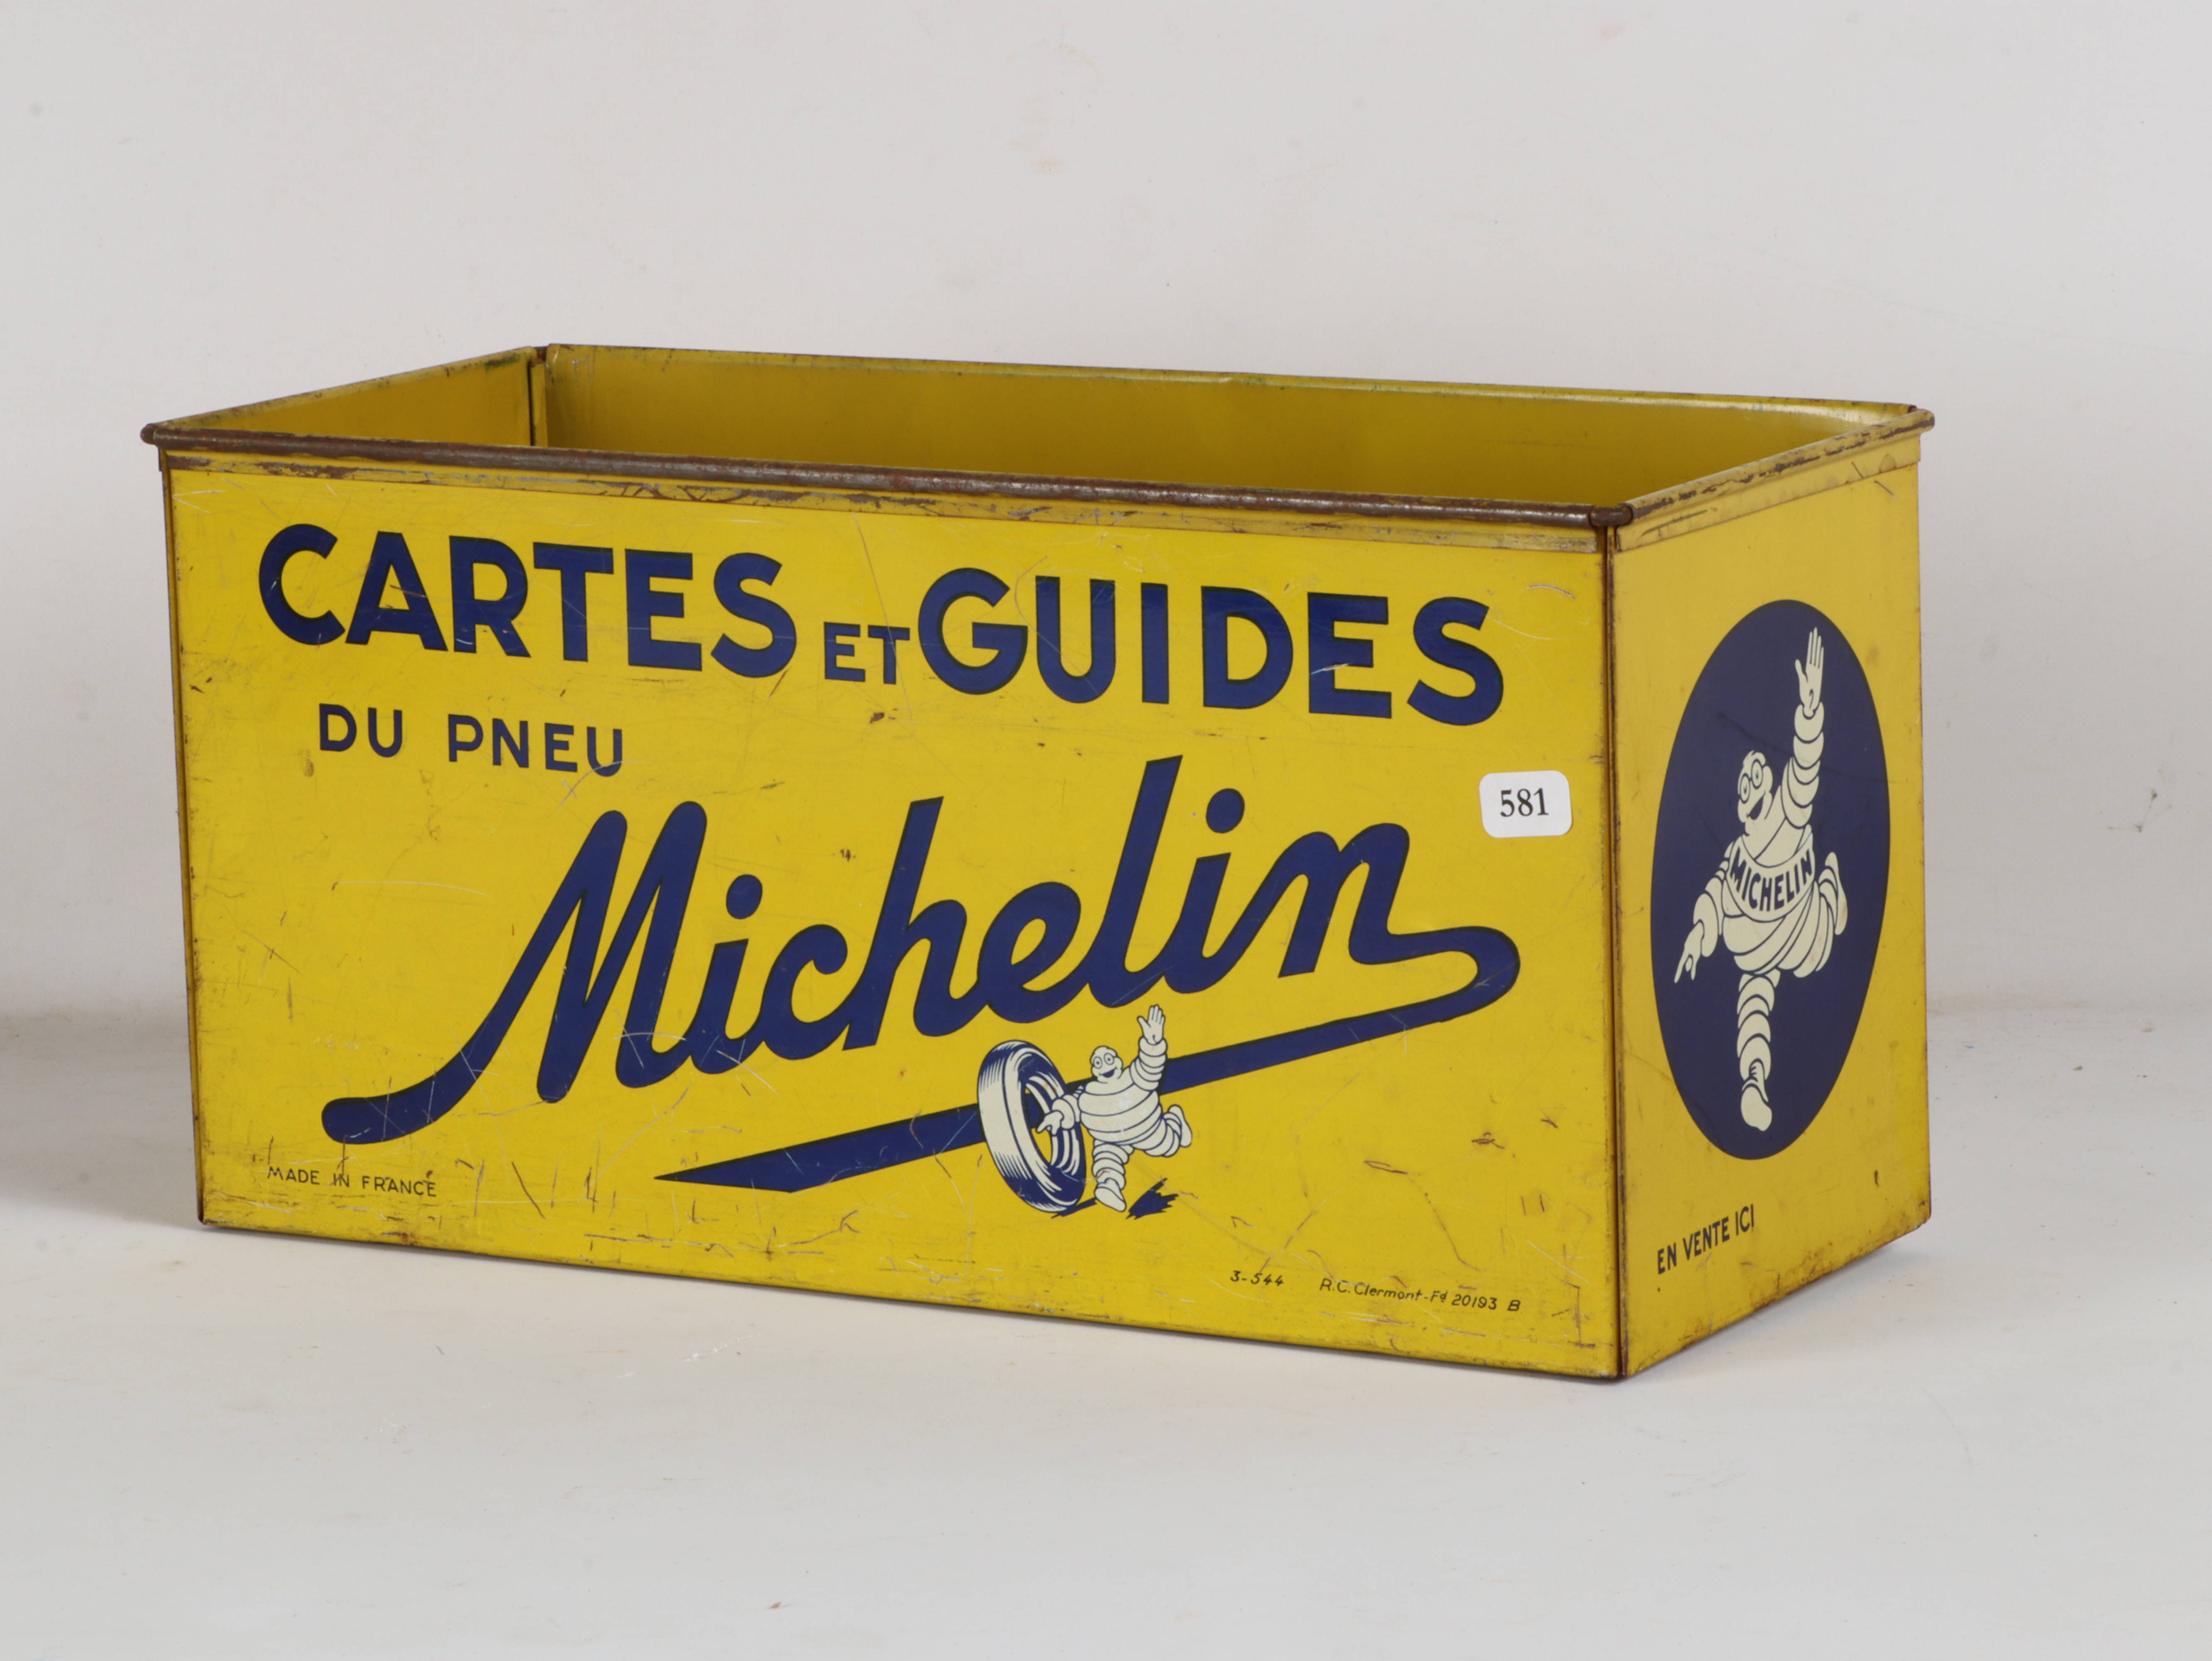 CARTES ET GUIDES
DU PNEU
Michelin
581
MADE IN FRANCE
3-544 R.C. Clermont-Fd 20193 B
MICHELIN
EN VENTE ICI